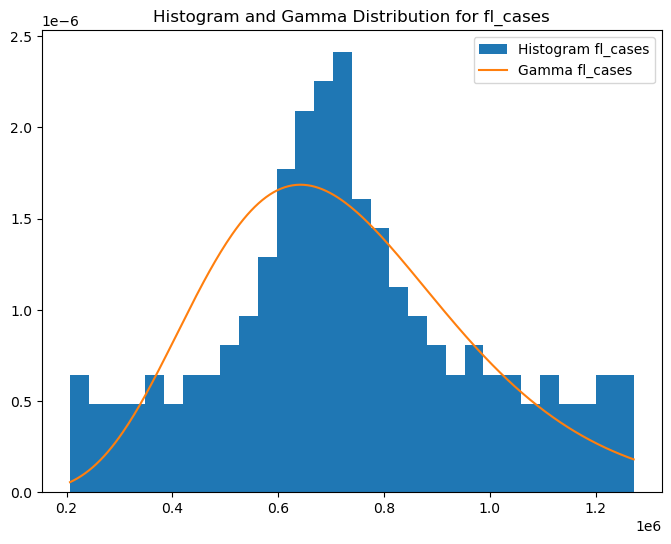 Histogram and Gamma Distribution for fl_cases
1e−6
Histogram fl_cases
Gamma fl_cases
2.5
2.0
1.5
1.0
0.5
0.0
0.2 0.4 0.6 0.8 1.0 1.2
1e6